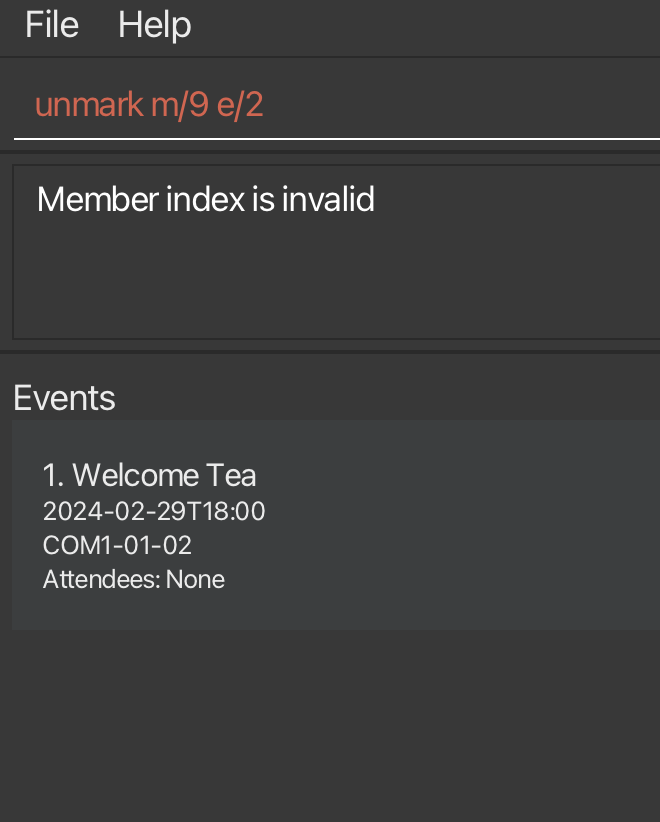 File Help
unmark m/9 e/2
Member index is invalid
Events
1. Welcome Tea
2024-02-29T18:00
COM1-01-02
Attendees: None